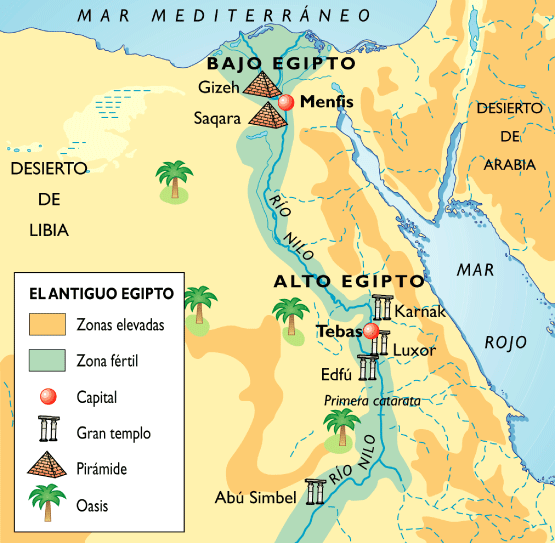 MAR MEDITERRÁNEO
BAJO EGIPTO
Gizeh
Menfis
Saqara
DESIERTO
DE
ARABIA
DESIERTO
DE
LIBIA
RÍO NILO
ALTO EGIPTO
MAR
ROJO
Karnak
Tebas
Luxor
Edfú
Primera catarata
RÍO NILO
Abú Simbel
EL ANTIGUO EGIPTO
Zonas elevadas
Zona fértil
Capital
Gran templo
Pirámide
Oasis